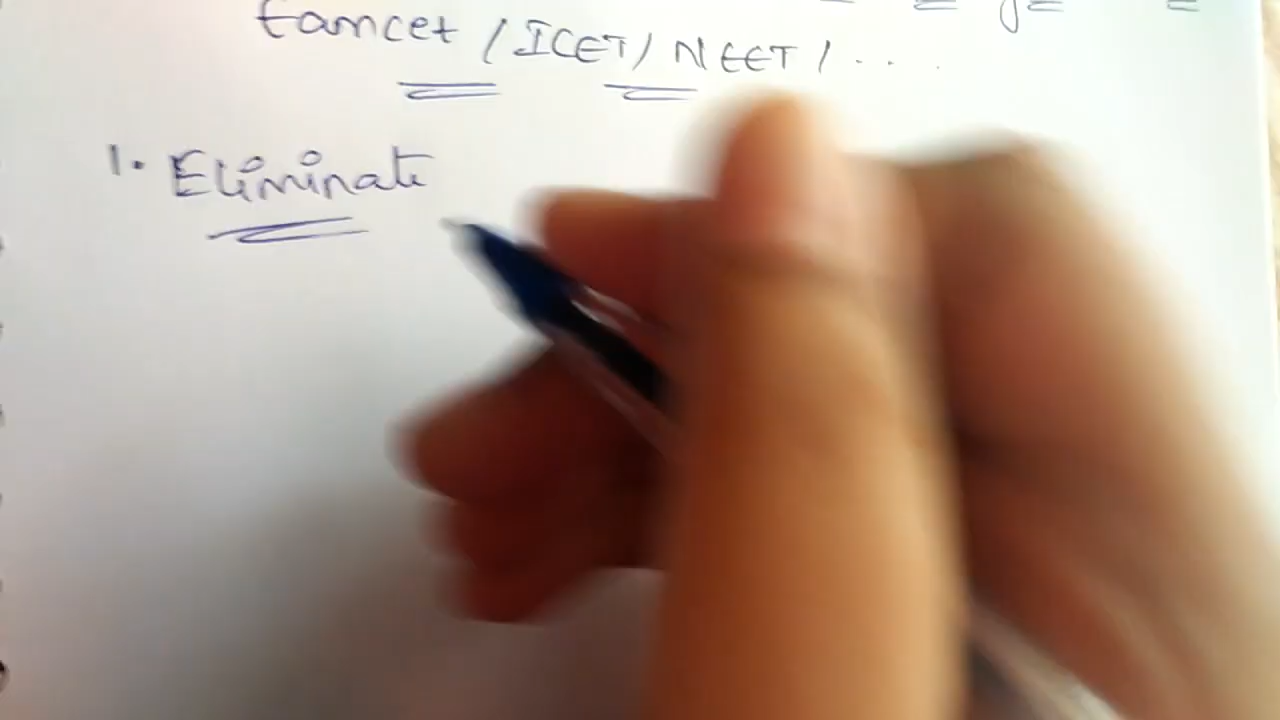 Eamcet / ICET / NEET / ....
1. Eliminate